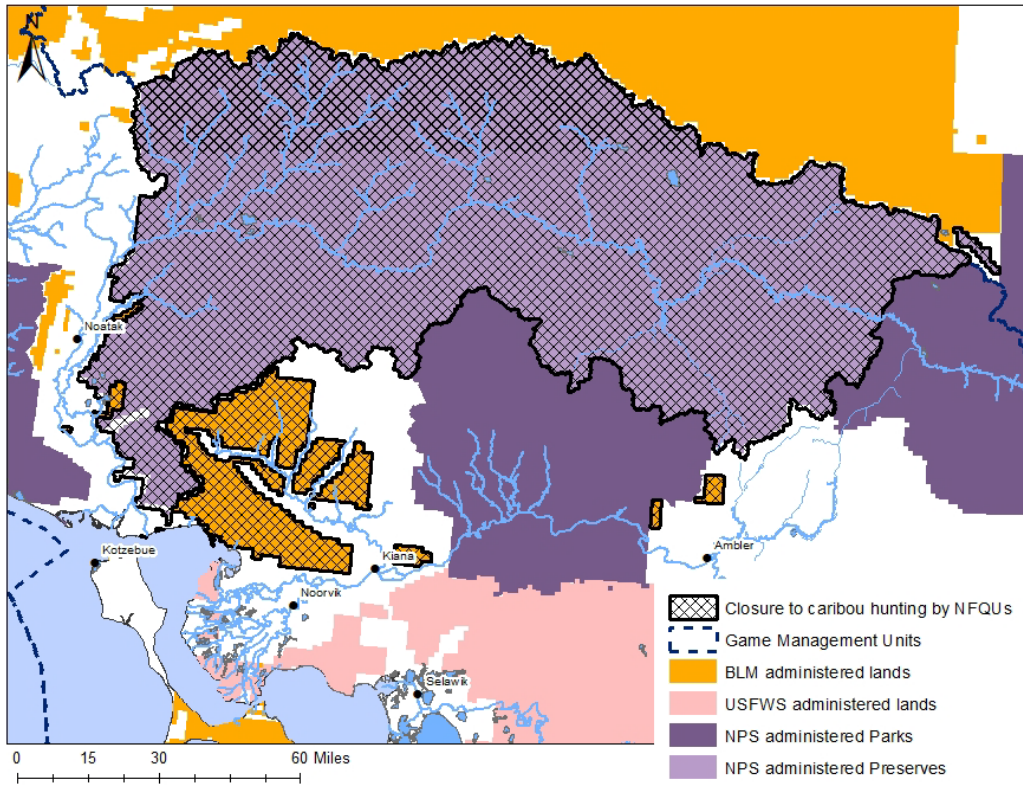 N
Noatak
Kotzebue
Kiana
Ambler
Noorvik
Selawik
Closure to caribou hunting by NFQUs
Game Management Units
BLM administered lands
USFWS administered lands
NPS administered Parks
NPS administered Preserves
0 15 30 60 Miles